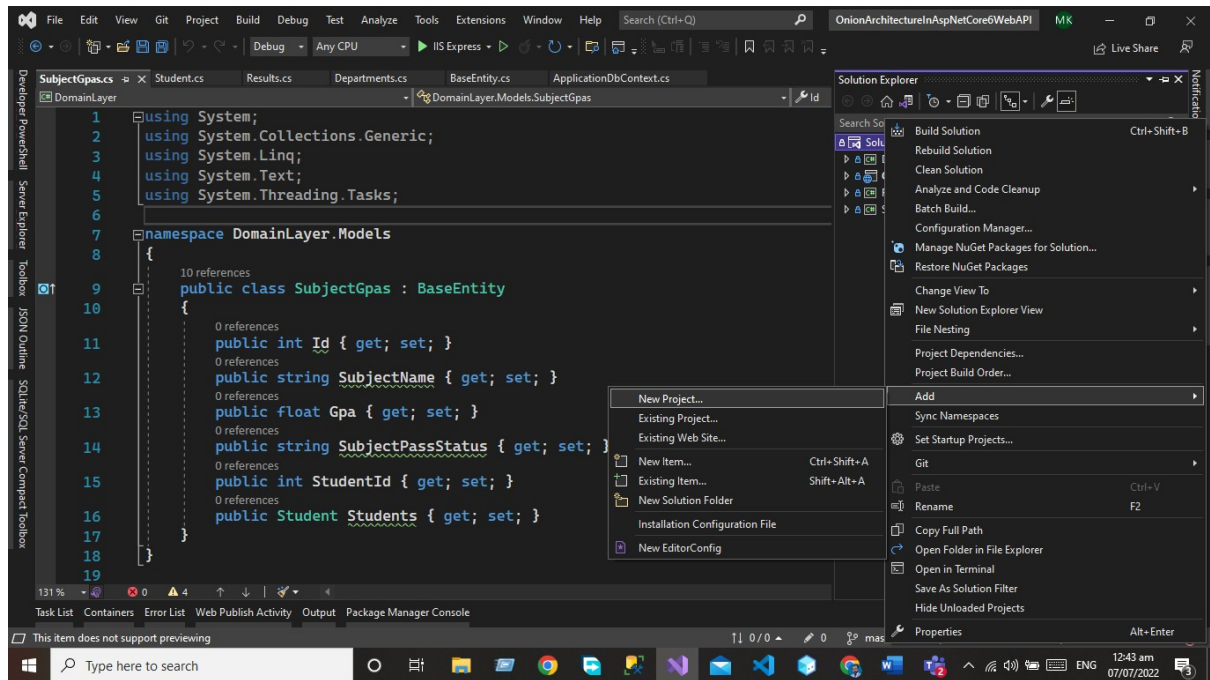 File Edit View Git Project Build Debug Test Analyze Tools Extensions Window Help Search (Ctrl+Q) OnionArchitectureInAspNetCore6WebAPI MK
Debug Any CPU IIS Express Live Share
SubjectGpas.cs Student.cs Results.cs Departments.cs BaseEntity.cs ApplicationDbContext.cs
DomainLayer DomainLayer.Models.SubjectGpas Id
1 using System;
2 using System.Collections.Generic;
3 using System.Linq;
4 using System.Text;
5 using System.Threading.Tasks;
6
7 namespace DomainLayer.Models
8 {
10 references
9 public class SubjectGpas : BaseEntity
10 {
0 references
11 public int Id { get; set; }
0 references
12 public string SubjectName { get; set; }
0 references
13 public float Gpa { get; set; }
0 references
14 public string SubjectPassStatus { get; set; }
0 references
15 public int StudentId { get; set; }
0 references
16 public Student Students { get; set; }
17 }
18 }
19
131 % 0 4
Developer PowerShell
Server Explorer
Toolbox
JSON Outline
SQLite/SQL Server Compact Toolbox
Solution Explorer
Search So
Solu
Notificatio
Build Solution Ctrl+Shift+B
Rebuild Solution
Clean Solution
Analyze and Code Cleanup
Batch Build...
Configuration Manager...
Manage NuGet Packages for Solution...
Restore NuGet Packages
Change View To
New Solution Explorer View
File Nesting
Project Dependencies...
Project Build Order...
Add
Sync Namespaces
Set Startup Projects...
Git
Paste Ctrl+V
Rename F2
Copy Full Path
Open Folder in File Explorer
Open in Terminal
Save As Solution Filter
Hide Unloaded Projects
Properties Alt+Enter
New Project...
Existing Project...
Existing Web Site...
New Item... Ctrl+Shift+A
Existing Item... Shift+Alt+A
New Solution Folder
Installation Configuration File
New EditorConfig
Task List Containers Error List Web Publish Activity Output Package Manager Console
This item does not support previewing 0/0 0 mas
Type here to search ENG 12:43 am
07/07/2022